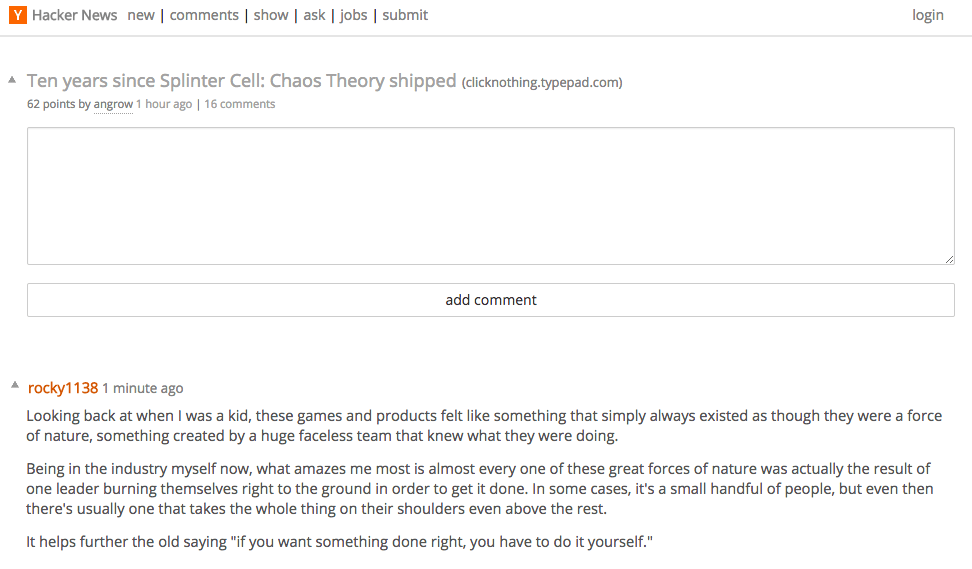 Y Hacker News new | comments | show | ask | jobs | submit login
Ten years since Splinter Cell: Chaos Theory shipped (clicknothing.typepad.com)
62 points by angrow 1 hour ago | 16 comments
add comment
rocky1138 1 minute ago
Looking back at when I was a kid, these games and products felt like something that simply always existed as though they were a force
of nature, something created by a huge faceless team that knew what they were doing.
Being in the industry myself now, what amazes me most is almost every one of these great forces of nature was actually the result of
one leader burning themselves right to the ground in order to get it done. In some cases, it's a small handful of people, but even then
there's usually one that takes the whole thing on their shoulders even above the rest.
It helps further the old saying "if you want something done right, you have to do it yourself."